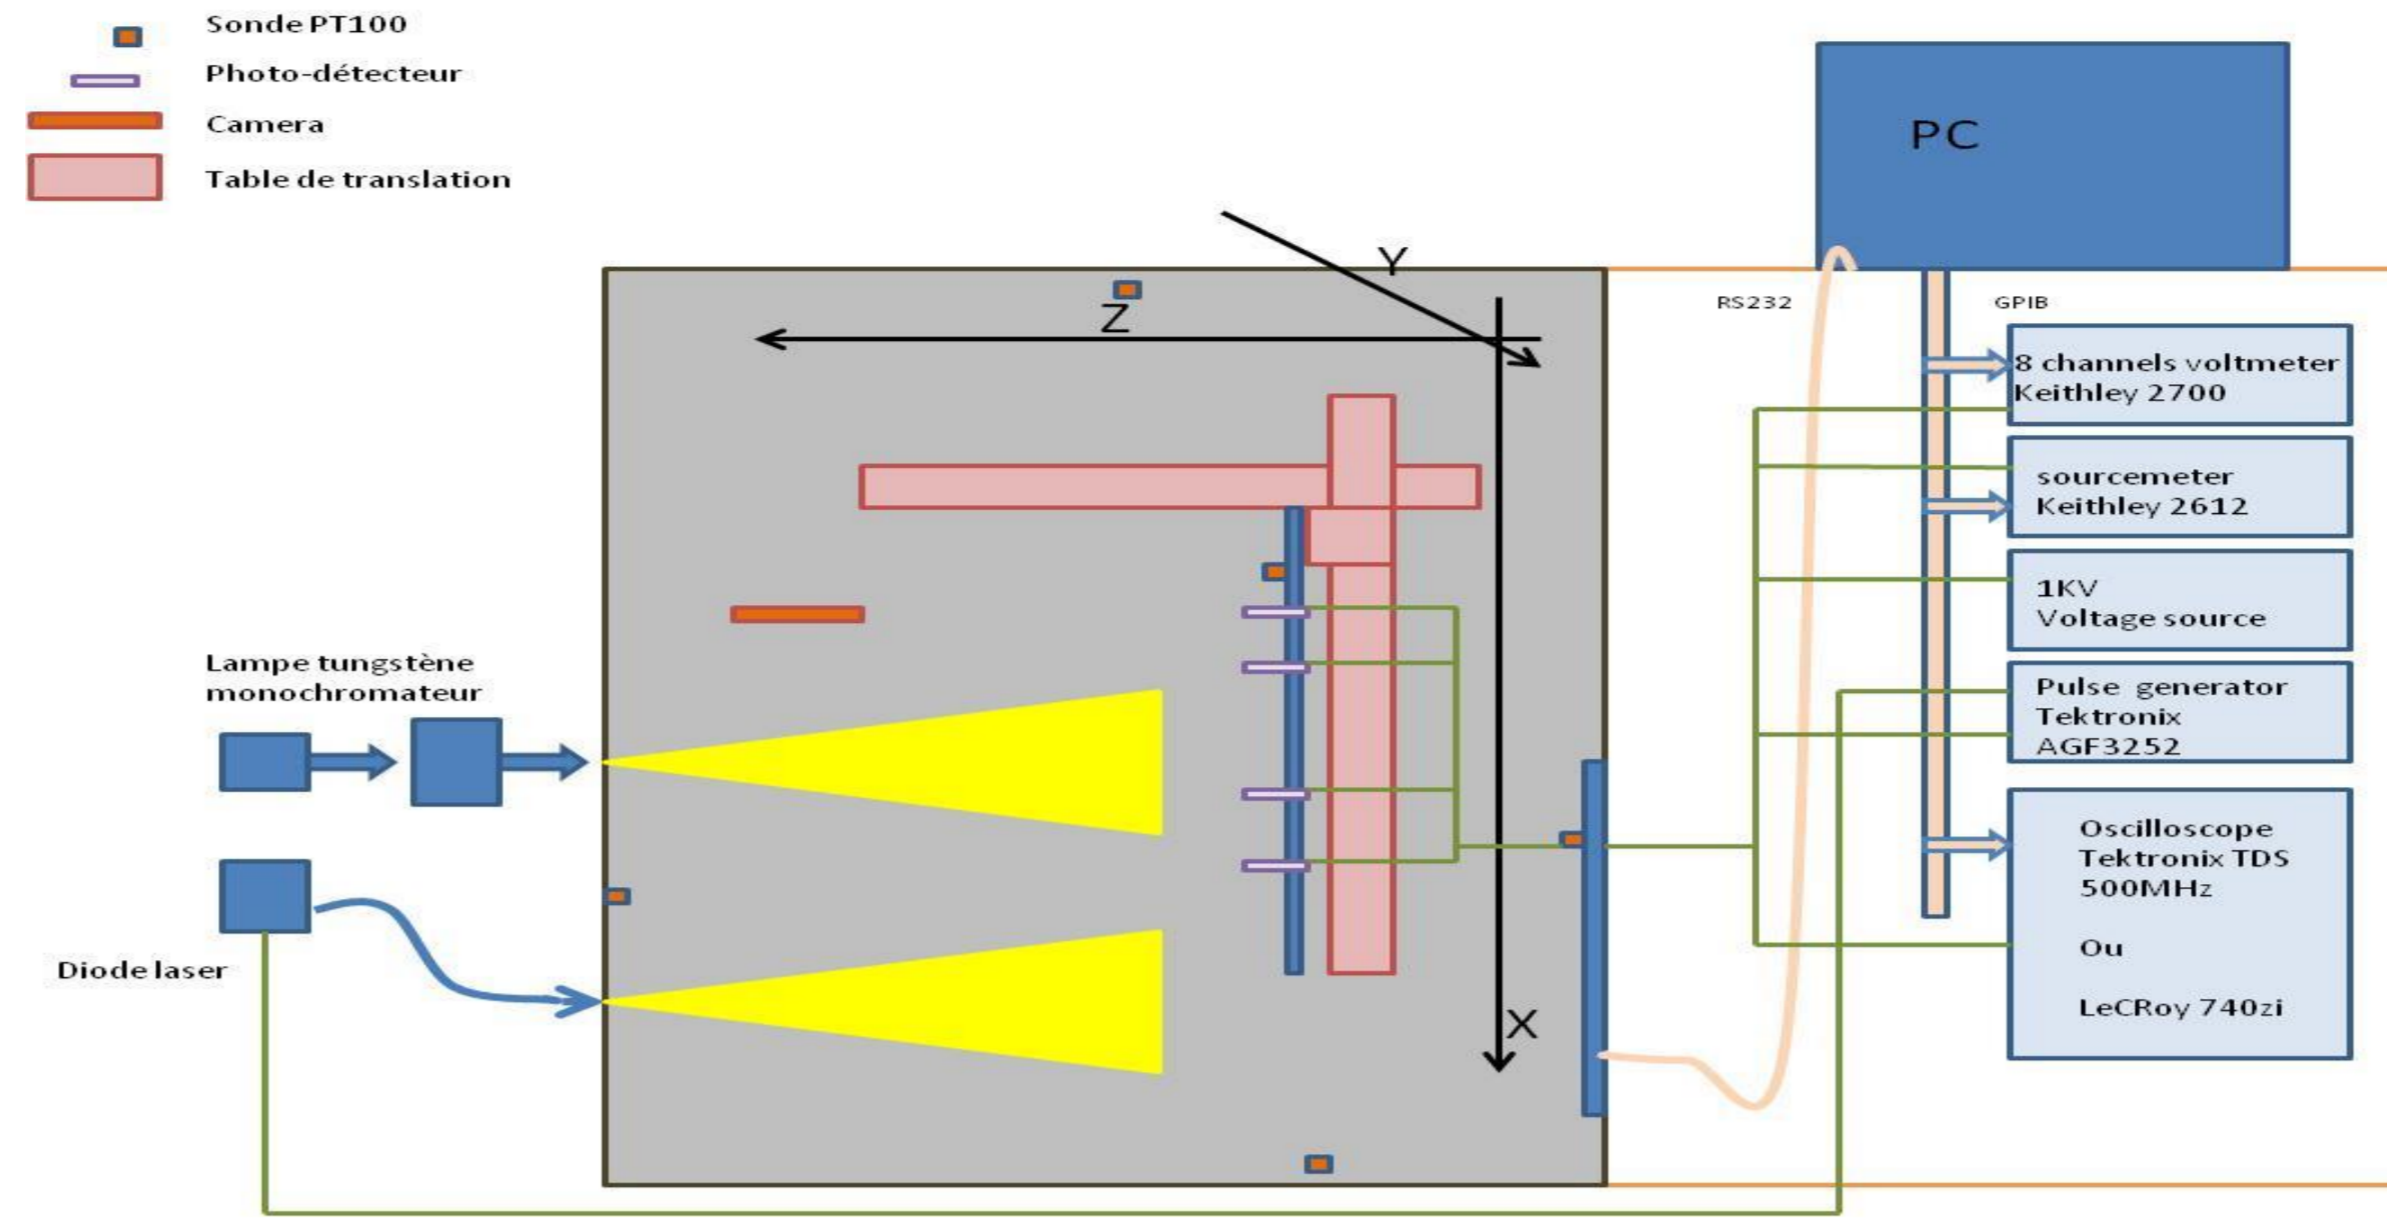 Sonde PT100
Photo-détecteur
Camera
Table de translation
PC
Y
Z
X
RS232
GPIB
8 channels voltmeter
Keithley 2700
sourcemeter
Keithley 2612
1KV
Voltage source
Pulse generator
Tektronix
AGF3252
Oscilloscope
Tektronix TDS
500MHz
Ou
LeCRoy 740zi
Lampe tungstène
monochromateur
Diode laser